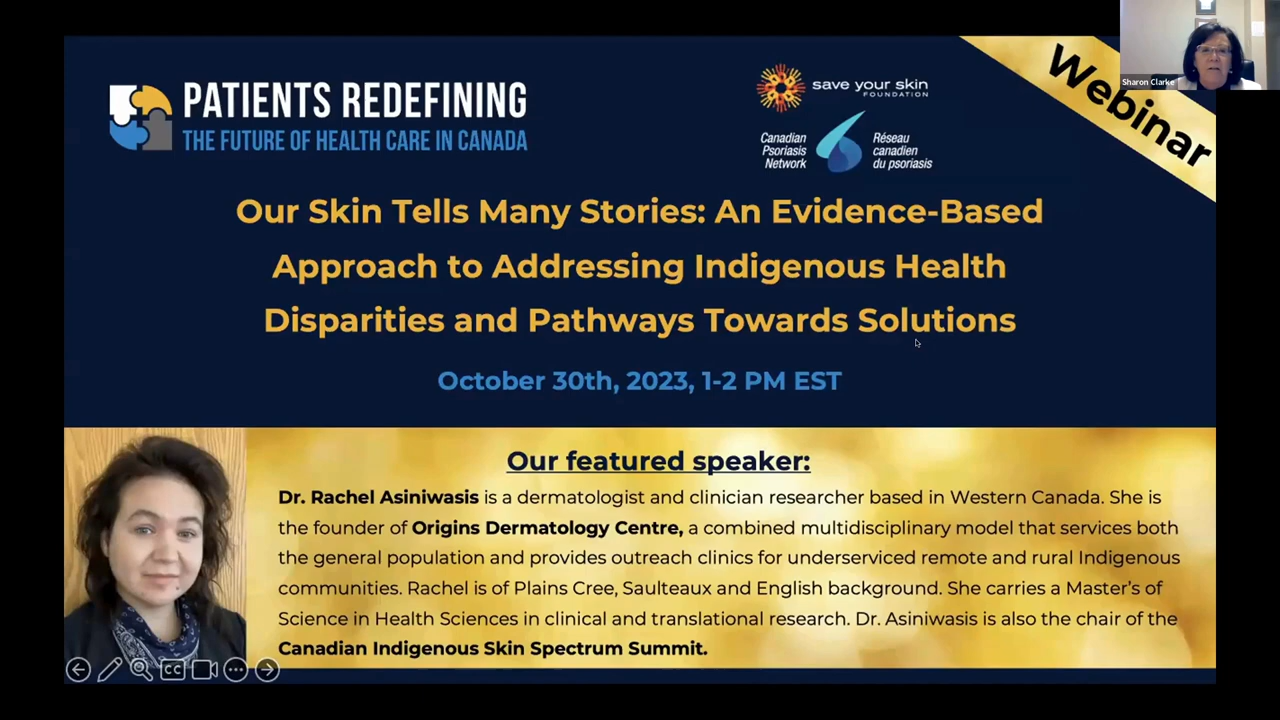 Sharon Clarke
Webinar
PATIENTS REDEFINING
THE FUTURE OF HEALTH CARE IN CANADA
save your skin
FOUNDATION
Canadian
Psoriasis
Network
Réseau
canadien
du psoriasis
Our Skin Tells Many Stories: An Evidence-Based
Approach to Addressing Indigenous Health
Disparities and Pathways Towards Solutions
October 30th, 2023, 1-2 PM EST
Our featured speaker:
Dr. Rachel Asiniwasis is a dermatologist and clinician researcher based in Western Canada. She is
the founder of Origins Dermatology Centre, a combined multidisciplinary model that services both
the general population and provides outreach clinics for underserviced remote and rural Indigenous
communities. Rachel is of Plains Cree, Saulteaux and English background. She carries a Master's of
Science in Health Sciences in clinical and translational research. Dr. Asiniwasis is also the chair of the
Canadian Indigenous Skin Spectrum Summit.
CC